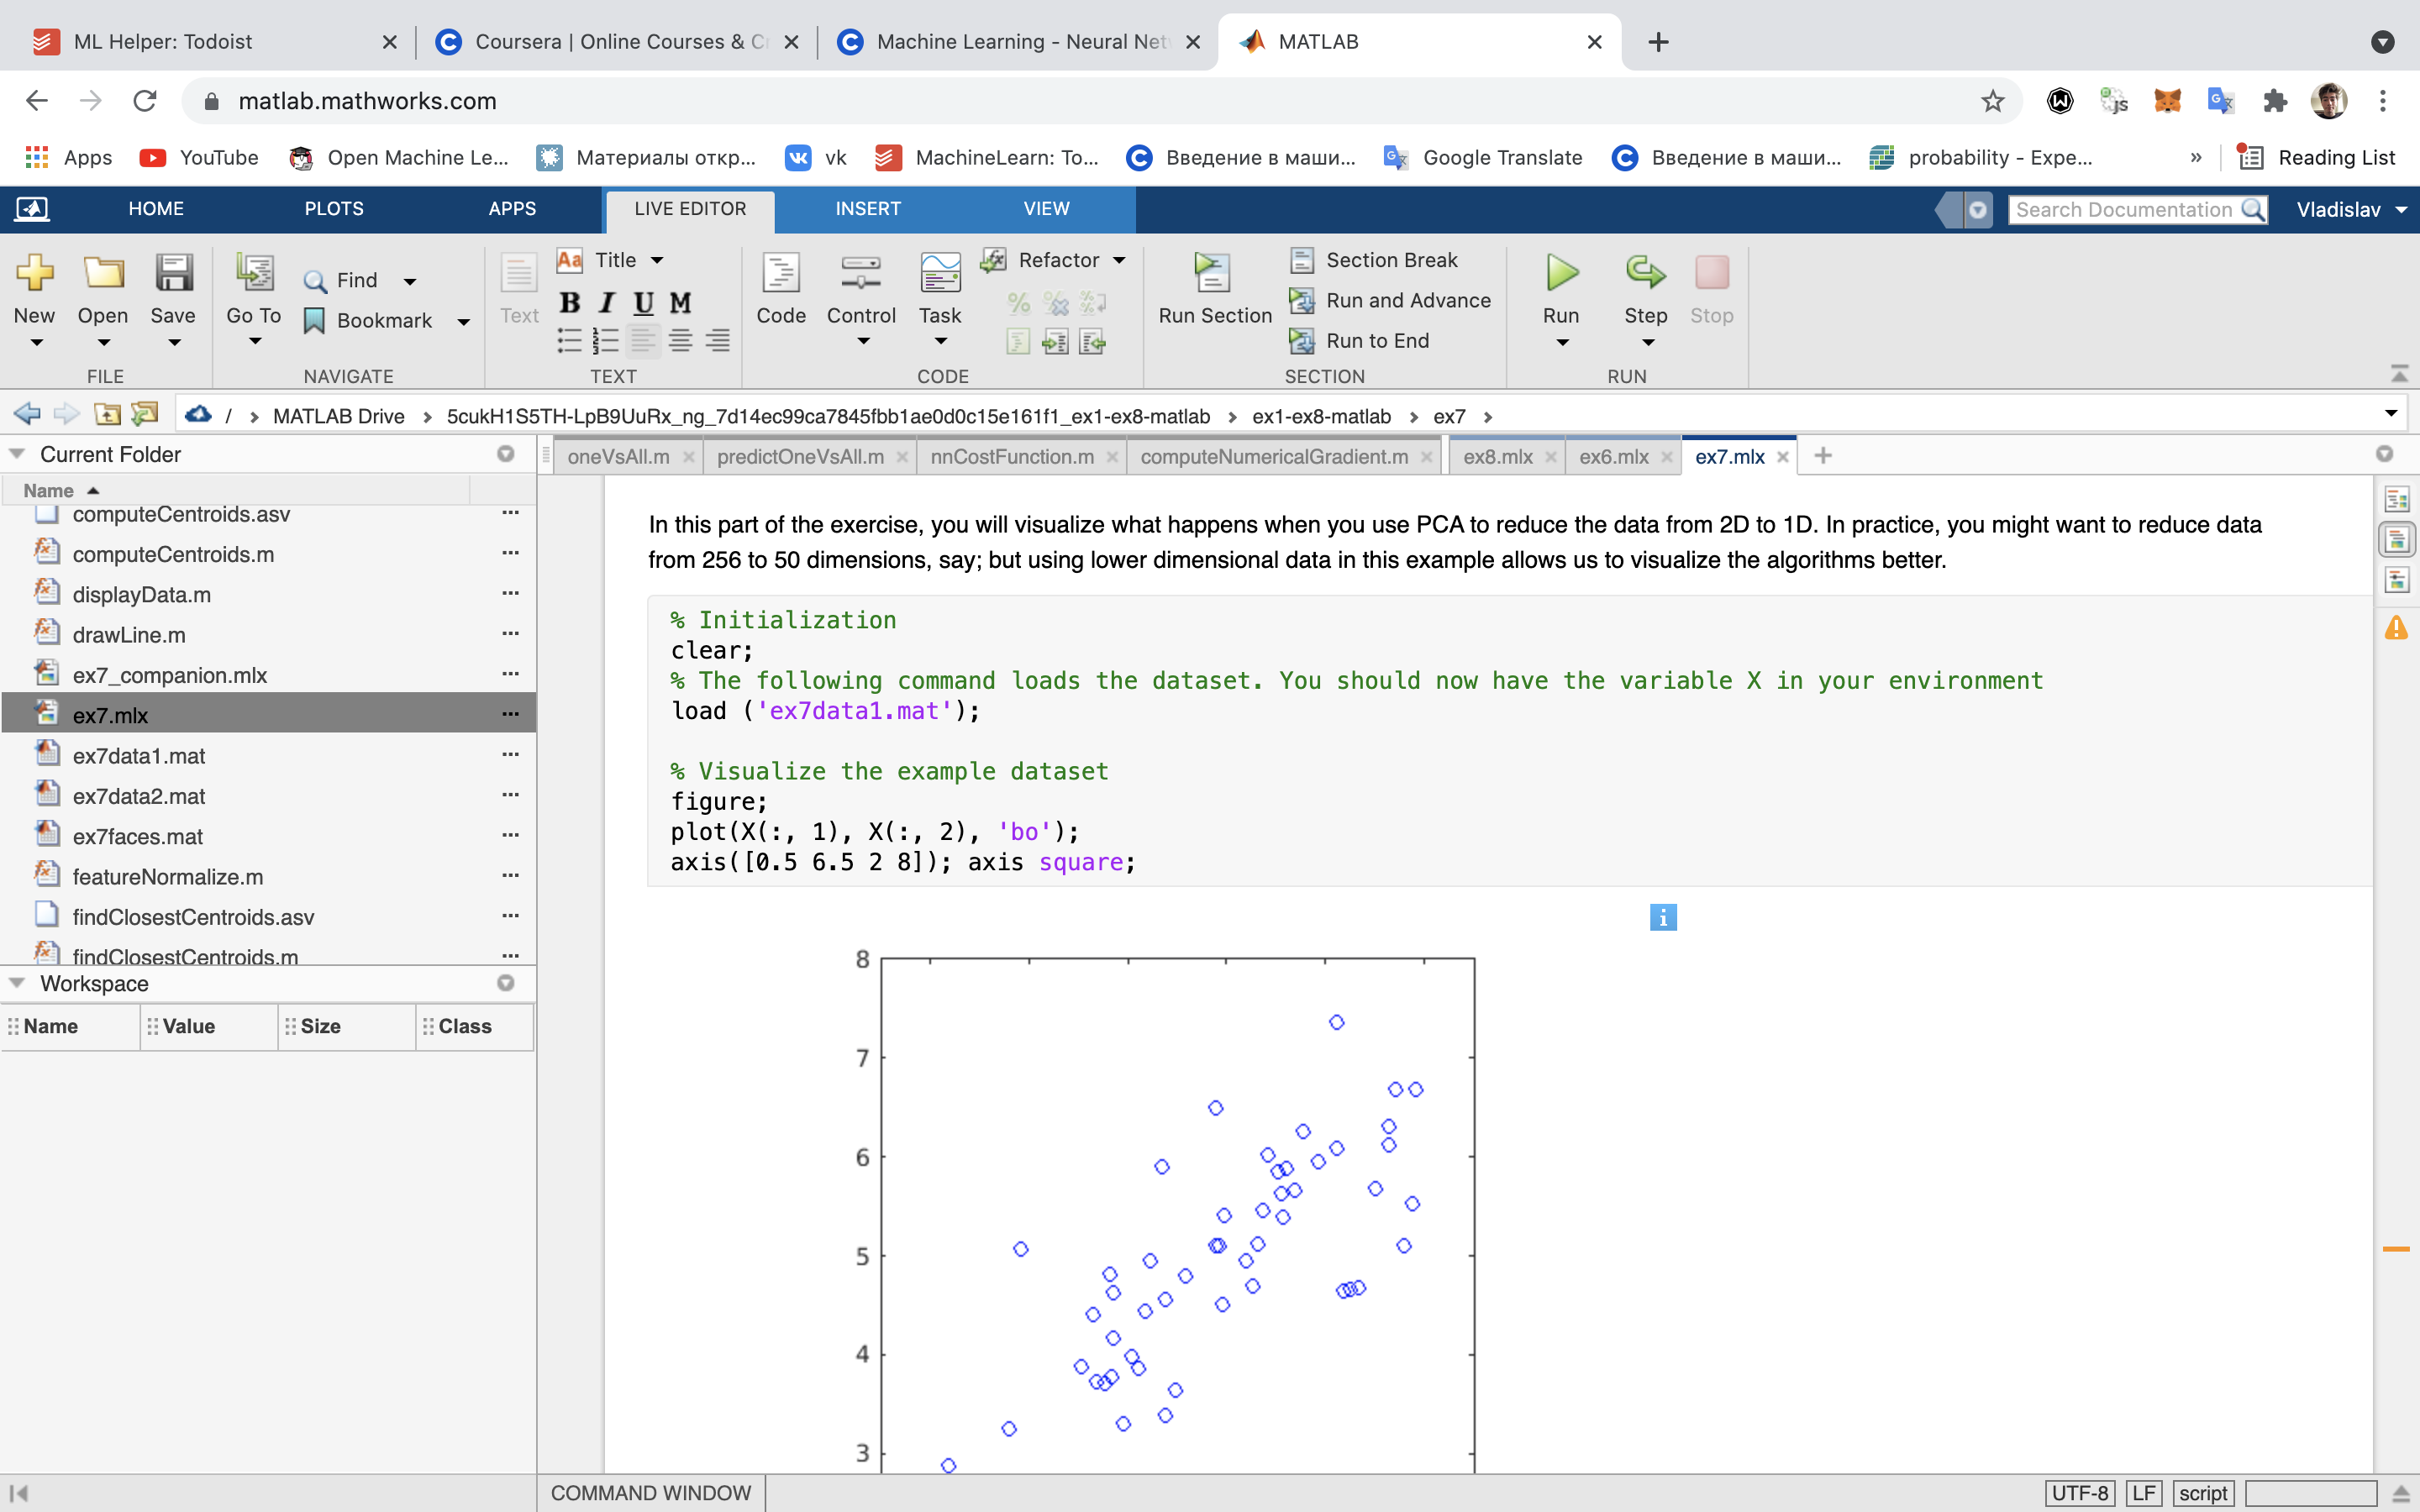 ML Helper: Todoist
Coursera | Online Courses & Cr
Machine Learning - Neural Netw
MATLAB
matlab.mathworks.com
Apps
YouTube
Open Machine Le...
Материалы откр...
vk
MachineLearn: To...
Введение в маши...
Google Translate
Введение в маши...
probability - Expe...
»
Reading List
HOME
PLOTS
APPS
LIVE EDITOR
INSERT
VIEW
Search Documentation
Vladislav
New
Open
Save
FILE
Go To
Find
Bookmark
NAVIGATE
Text
Aa Title
B I U M
TEXT
Code
Control
Task
Refactor
CODE
Run Section
Section Break
Run and Advance
Run to End
SECTION
Run
Step
Stop
RUN
/ › MATLAB Drive › 5cukH1S5TH-LpB9UuRx_ng_7d14ec99ca7845fbb1ae0d0c15e161f1_ex1-ex8-matlab › ex1-ex8-matlab › ex7 ›
Current Folder
Name
computeCentroids.asv
computeCentroids.m
displayData.m
drawLine.m
ex7_companion.mlx
ex7.mlx
ex7data1.mat
ex7data2.mat
ex7faces.mat
featureNormalize.m
findClosestCentroids.asv
findClosestCentroids.m
Workspace
Name
Value
Size
Class
oneVsAll.m
predictOneVsAll.m
nnCostFunction.m
computeNumericalGradient.m
ex8.mlx
ex6.mlx
ex7.mlx
In this part of the exercise, you will visualize what happens when you use PCA to reduce the data from 2D to 1D. In practice, you might want to reduce data
from 256 to 50 dimensions, say; but using lower dimensional data in this example allows us to visualize the algorithms better.
% Initialization
clear;
% The following command loads the dataset. You should now have the variable X in your environment
load ('ex7data1.mat');
% Visualize the example dataset
figure;
plot(X(:, 1), X(:, 2), 'bo');
axis([0.5 6.5 2 8]); axis square;
8
7
6
5
4
3
COMMAND WINDOW
UTF-8
LF
script